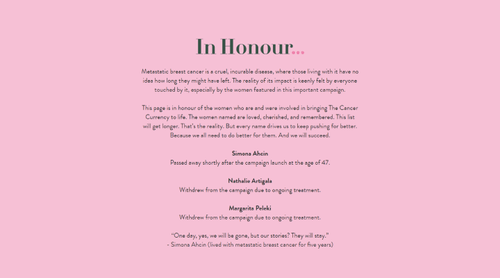 In Honour...
Metastatic breast cancer is a cruel, incurable disease, where those living with it have no
idea how long they might have left. The reality of its impact is keenly felt by everyone
touched by it, especially by the women featured in this important campaign.
This page is in honour of the women who are and were involved in bringing The Cancer
Currency to life. The women named are loved, cherished, and remembered. This list
will get longer. That's the reality. But every name drives us to keep pushing for better.
Because we all need to do better for them. And we will succeed.
Simona Ahcin
Passed away shortly after the campaign launch at the age of 47.
Nathalie Artigala
Withdrew from the campaign due to ongoing treatment.
Margarita Peleki
Withdrew from the campaign due to ongoing treatment.
"One day, yes, we will be gone, but our stories? They will stay."
- Simona Ahcin (lived with metastatic breast cancer for five years)